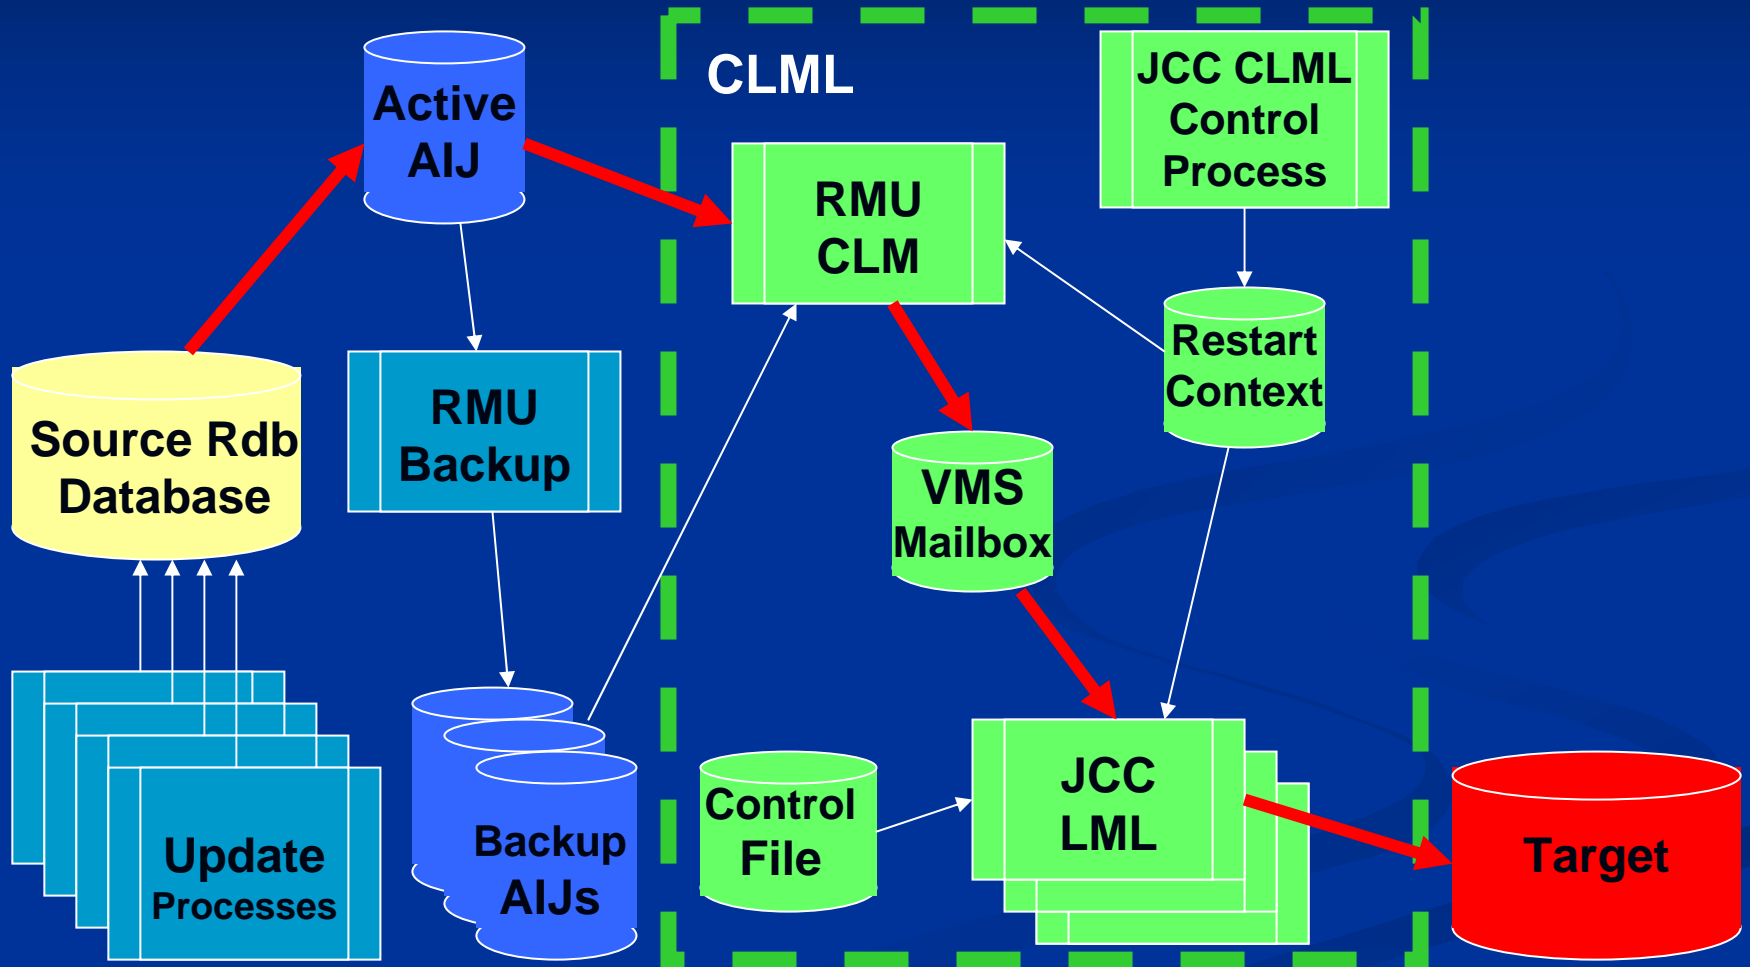 CLML
Active
AIJ
JCC CLML
Control
Process
RMU
CLM
Restart
Context
Source Rdb
Database
RMU
Backup
VMS
Mailbox
Update
Processes
Backup
AIJs
Control
File
JCC
LML
Target